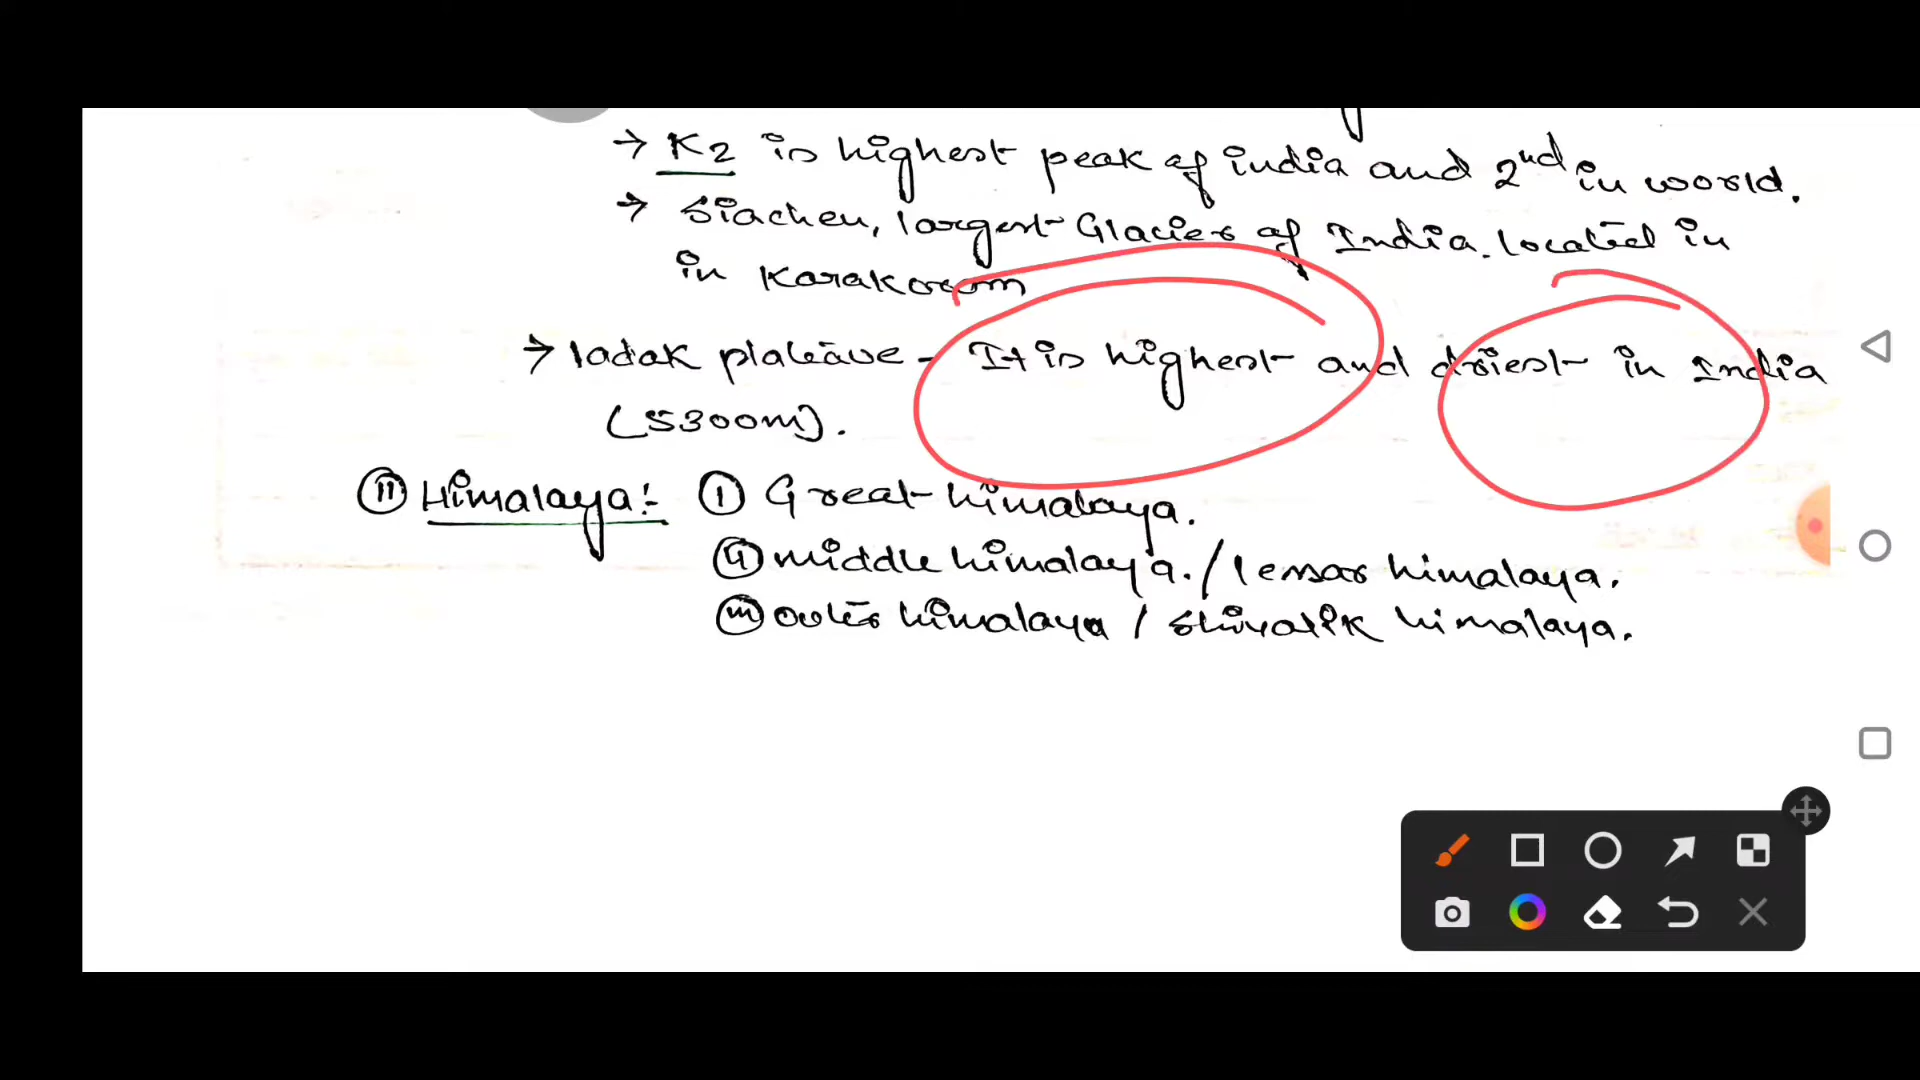 → K2 is highest peak of india and 2nd in world.
→ Siachen, largest Glacier of India. located in
in Karakoram
→ ladak plateave - It is highest and driest in India
(5300m).
(II) Himalaya:- (I) Great himalaya.
(II) middle himalaya. / lessar himalaya.
(III) outer himalaya / Shivalik himalaya.